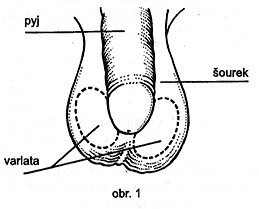 pyj
šourek
varlata
obr. 1